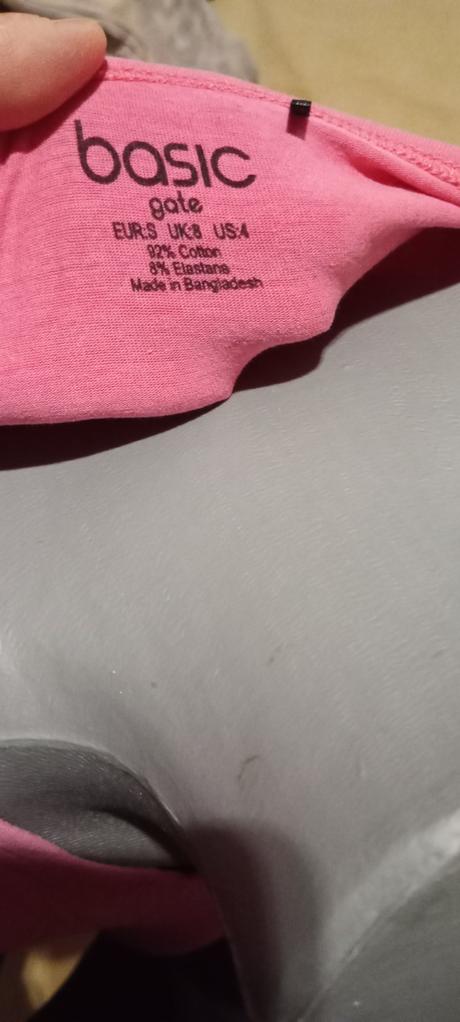 basic
gate
EUR:S UK:8 US:4
92% Cotton
8% Elastane
Made in Bangladesh